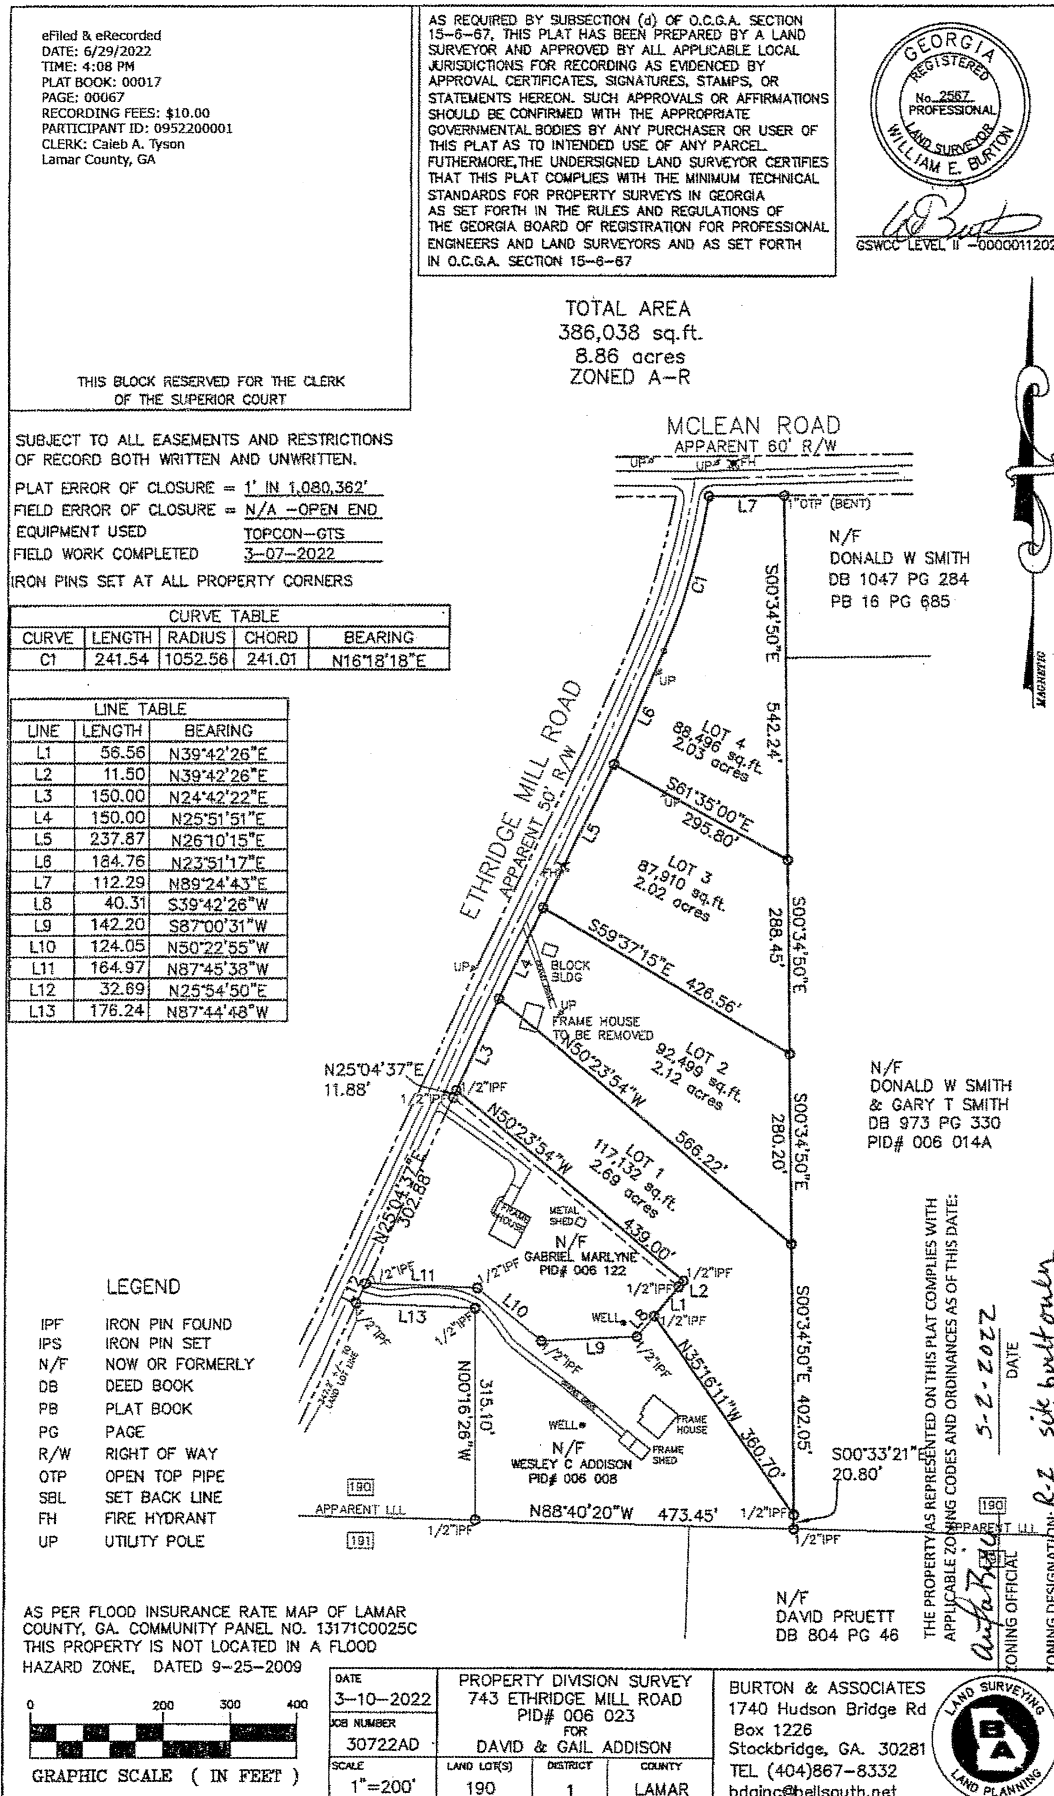 eFiled & eRecorded
DATE: 6/29/2022
TIME: 4:08 PM
PLAT BOOK: 00017
PAGE: 00067
RECORDING FEES: $10.00
PARTICIPANT ID: 0952200001
CLERK: Caleb A. Tyson
Lamar County, GA
THIS BLOCK RESERVED FOR THE CLERK
OF THE SUPERIOR COURT
AS REQUIRED BY SUBSECTION (d) OF O.C.G.A. SECTION
15-6-67, THIS PLAT HAS BEEN PREPARED BY A LAND
SURVEYOR AND APPROVED BY ALL APPLICABLE LOCAL
JURISDICTIONS FOR RECORDING AS EVIDENCED BY
APPROVAL CERTIFICATES, SIGNATURES, STAMPS, OR
STATEMENTS HEREON. SUCH APPROVALS OR AFFIRMATIONS
SHOULD BE CONFIRMED WITH THE APPROPRIATE
GOVERNMENTAL BODIES BY ANY PURCHASER OR USER OF
THIS PLAT AS TO INTENDED USE OF ANY PARCEL.
FUTHERMORE,THE UNDERSIGNED LAND SURVEYOR CERTIFIES
THAT THIS PLAT COMPLIES WITH THE MINIMUM TECHNICAL
STANDARDS FOR PROPERTY SURVEYS IN GEORGIA
AS SET FORTH IN THE RULES AND REGULATIONS OF
THE GEORGIA BOARD OF REGISTRATION FOR PROFESSIONAL
ENGINEERS AND LAND SURVEYORS AND AS SET FORTH
IN O.C.G.A. SECTION 15-6-67
GEORGIA
REGISTERED
No. 2567
PROFESSIONAL
LAND SURVEYOR
WILLIAM E. BURTON
GSWCC LEVEL II -0000011202
TOTAL AREA
386,038 sq.ft.
8.86 acres
ZONED A-R
SUBJECT TO ALL EASEMENTS AND RESTRICTIONS
OF RECORD BOTH WRITTEN AND UNWRITTEN.
PLAT ERROR OF CLOSURE = 1' IN 1,080,362'
FIELD ERROR OF CLOSURE = N/A -OPEN END
EQUIPMENT USED TOPCON-GTS
FIELD WORK COMPLETED 3-07-2022
IRON PINS SET AT ALL PROPERTY CORNERS
CURVE TABLE
CURVE LENGTH RADIUS CHORD BEARING
C1 241.54 1052.56 241.01 N16°18'18"E
LINE TABLE
LINE LENGTH BEARING
L1 56.56 N39°42'26"E
L2 11.50 N39°42'26"E
L3 150.00 N24°42'22"E
L4 150.00 N25°51'51"E
L5 237.87 N26°10'15"E
L6 184.76 N23°51'17"E
L7 112.29 N89°24'43"E
L8 40.31 S39°42'26"W
L9 142.20 S87°00'31"W
L10 124.05 N50°22'55"W
L11 164.97 N87°45'38"W
L12 32.69 N25°54'50"E
L13 176.24 N87°44'48"W
MCLEAN ROAD
APPARENT 60' R/W
UP
UP
FH
L7
1"OTP (BENT)
N/F
DONALD W SMITH
DB 1047 PG 284
PB 16 PG 685
MAGNETIC
C1
S00°34'50"E 542.24'
UP
L6
ETHRIDGE MILL ROAD
APPARENT 50' R/W
LOT 4
88,496 sq.ft.
2.03 acres
S61°35'00"E
295.80'
UP
L5
FH
LOT 3
87,910 sq.ft.
2.02 acres
S00°34'50"E
288.45'
S59°37'15"E 426.56'
L4
UP
BLOCK
BLDG
UP
FRAME HOUSE
TO BE REMOVED
LOT 2
92,499 sq.ft.
2.12 acres
N50°23'54"W
566.22'
L3
N25°04'37"E
11.88'
1/2"IPF
1/2"IPF
S00°34'50"E
280.20'
N/F
DONALD W SMITH
& GARY T SMITH
DB 973 PG 330
PID# 006 014A
N50°23'54"W
439.00'
LOT 1
117,132 sq.ft.
2.69 acres
N25°04'37"E
302.88'
FRAME
HOUSE
METAL
SHED
N/F
GABRIEL MARLYNE
PID# 006 122
1/2"IPF
1/2"IPF
L2
L1
1/2"IPF
1/2"IPF
L11
1/2"IPF
L12
L13
1/2"IPF
1/2"IPF
L10
WELL
L8
L9
1/2"IPF
1/2"IPF
N35°16'11"W 360.70'
S00°34'50"E 402.05'
347.2' +/- TO
LAND LOT LINE
N00°16'26"W
315.10'
WELL
FRAME
HOUSE
FRAME
SHED
N/F
WESLEY C ADDISON
PID# 006 008
S00°33'21"E
20.80'
190
APPARENT LLL
191
1/2"IPF
N88°40'20"W 473.45'
1/2"IPF
1/2"IPF
190
APPARENT LLL
LEGEND
IPF IRON PIN FOUND
IPS IRON PIN SET
N/F NOW OR FORMERLY
DB DEED BOOK
PB PLAT BOOK
PG PAGE
R/W RIGHT OF WAY
OTP OPEN TOP PIPE
SBL SET BACK LINE
FH FIRE HYDRANT
UP UTILITY POLE
N/F
DAVID PRUETT
DB 804 PG 46
THE PROPERTY AS REPRESENTED ON THIS PLAT COMPLIES WITH
APPLICABLE ZONING CODES AND ORDINANCES AS OF THIS DATE:
5-2-2022
ZONING OFFICIAL DATE
ZONING DESIGNATION: R-2 site built only
AS PER FLOOD INSURANCE RATE MAP OF LAMAR
COUNTY, GA. COMMUNITY PANEL NO. 13171C0025C
THIS PROPERTY IS NOT LOCATED IN A FLOOD
HAZARD ZONE, DATED 9-25-2009
0 200 300 400
GRAPHIC SCALE ( IN FEET )
DATE
3-10-2022
JOB NUMBER
30722AD
SCALE
1"=200'
PROPERTY DIVISION SURVEY
743 ETHRIDGE MILL ROAD
PID# 006 023
FOR
DAVID & GAIL ADDISON
LAND LOT(S) DISTRICT COUNTY
190 1 LAMAR
BURTON & ASSOCIATES
1740 Hudson Bridge Rd
Box 1226
Stockbridge, GA. 30281
TEL (404)867-8332
bdginc@bellsouth.net
LAND SURVEYING
B
A
LAND PLANNING